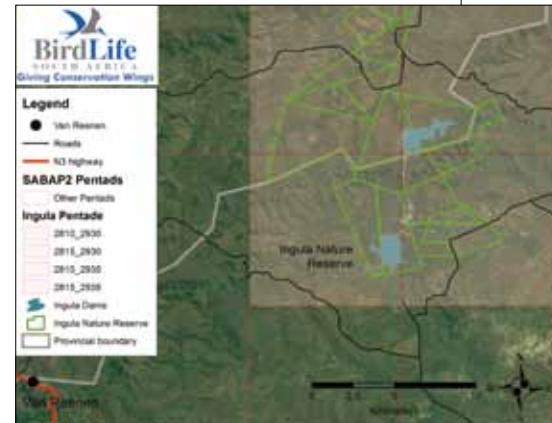 BirdLife
SOUTH AFRICA
Giving Conservation Wings
Legend
Van Reenen
Roads
N3 highway
SABAP2 Pentads
Other Pentads
Ingula Pentads
2810_2930
2815_2930
2815_2935
Ingula Dams
Ingula Nature Reserve
Provincial boundary
Ingula Nature
Reserve
Van Reenen